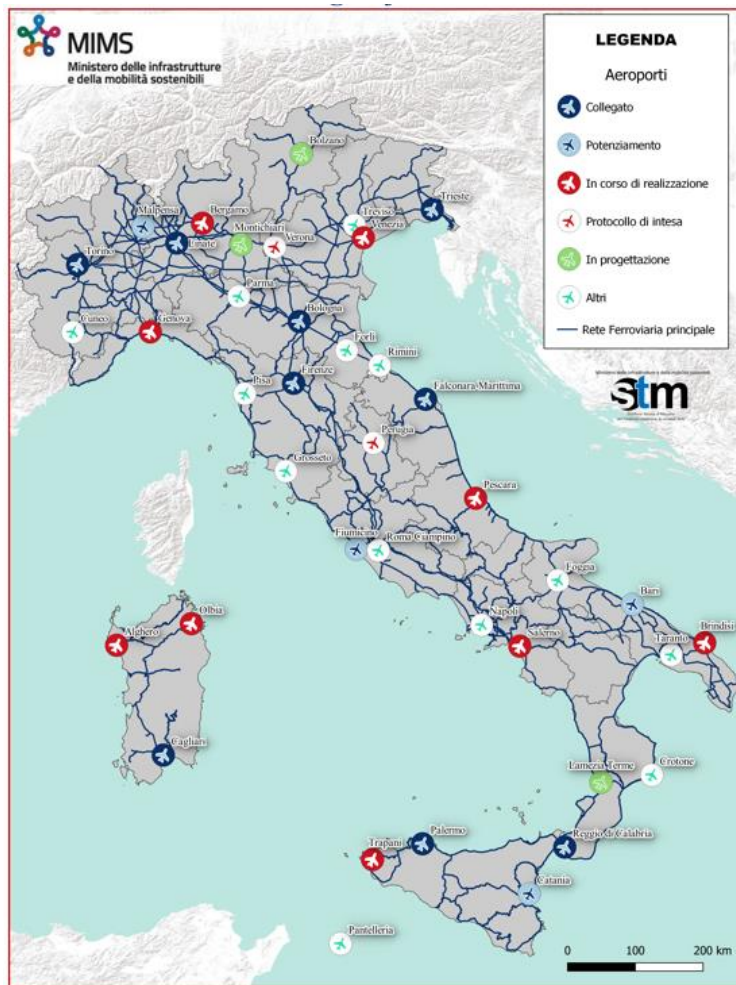 MIMS
Ministero delle infrastrutture
e della mobilità sostenibili
LEGENDA
Aeroporti
Collegato
Potenziamento
In corso di realizzazione
Protocollo di intesa
In progettazione
Altri
Rete Ferroviaria principale
Stm
Bolzano
Trieste
Bergamo
Malpensa
Treviso
Venezia
Montichiari
Linate
Verona
Torino
Parma
Bologna
Cuneo
Genova
Forlì
Rimini
Firenze
Pisa
Falconara Marittima
Perugia
Grosseto
Pescara
Fiumicino
Roma Ciampino
Foggia
Bari
Olbia
Napoli
Brindisi
Alghero
Salerno
Taranto
Cagliari
Lamezia Terme
Crotone
Palermo
Reggio di Calabria
Trapani
Catania
Pantelleria
0 100 200 km